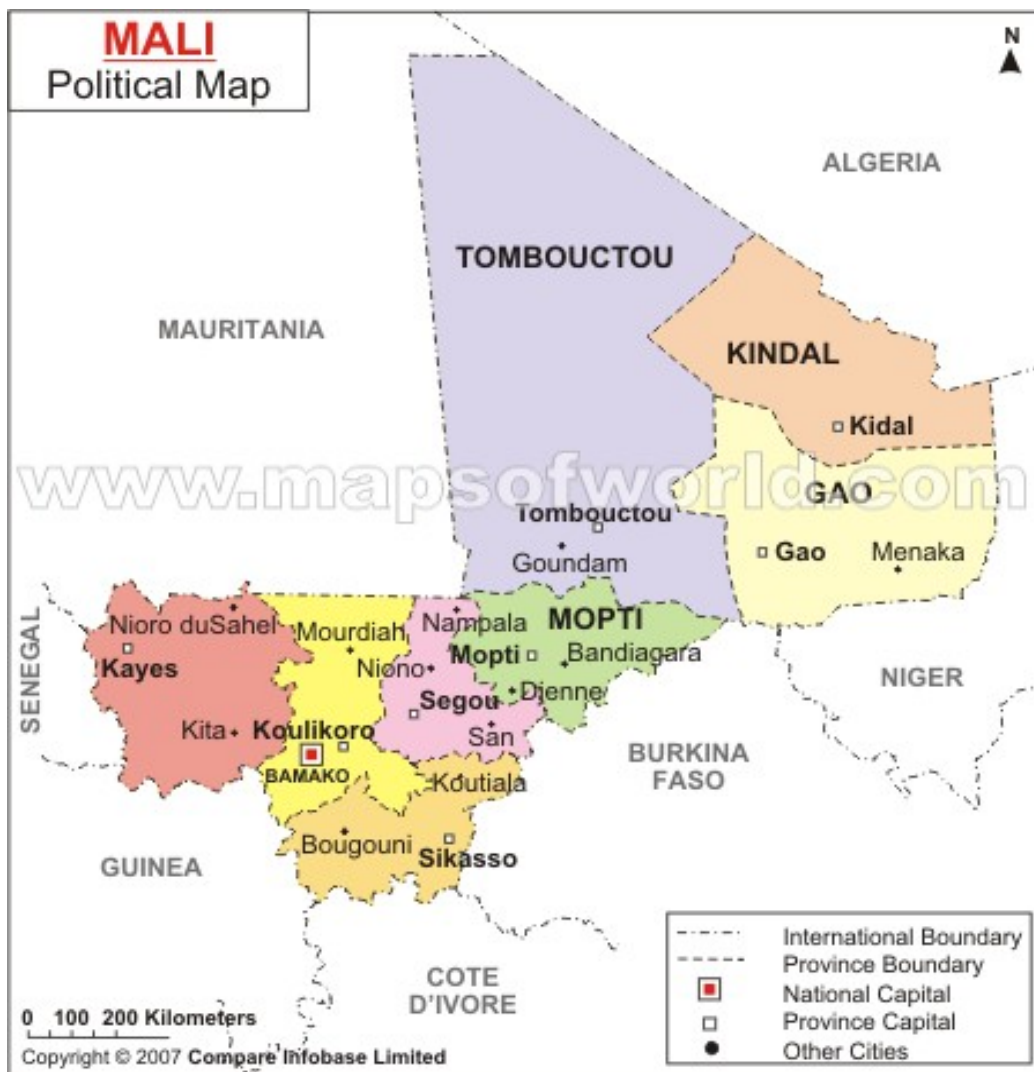 MALI
Political Map
N
ALGERIA
TOMBOUCTOU
MAURITANIA
KINDAL
Kidal
www.mapsofworld.com
GAO
Tombouctou
Gao
Menaka
Goundam
SENEGAL
Nioro duSahel
Mourdiah
Nampala
MOPTI
Kayes
Niono
Mopti
Bandiagara
NIGER
Segou
Djenne
Kita
Koulikoro
San
BURKINA
FASO
BAMAKO
Koutiala
GUINEA
Bougouni
Sikasso
COTE
D'IVORE
International Boundary
Province Boundary
National Capital
Province Capital
Other Cities
0 100 200 Kilometers
Copyright © 2007 Compare Infobase Limited